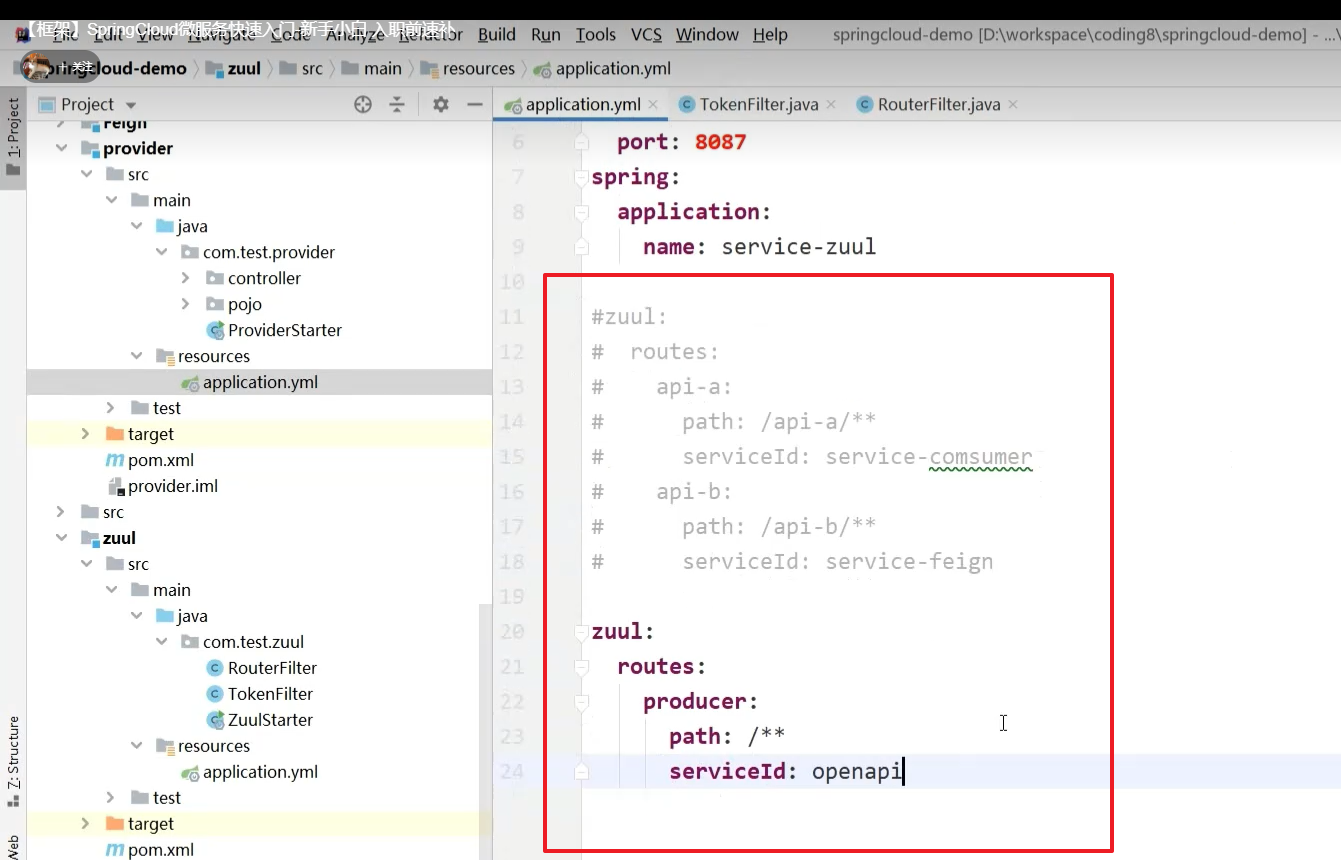 【框架】SpringCloud微服务快速入门 新手小白 入职前速补
File Edit View Navigate Code Analyze Refactor Build Run Tools VCS Window Help springcloud-demo [D:\workspace\coding8\springcloud-demo] - ...\
+ 关注
springcloud-demo zuul src main resources application.yml
1: Project
Project
application.yml TokenFilter.java RouterFilter.java
Feign
provider
src
main
java
com.test.provider
controller
pojo
ProviderStarter
resources
application.yml
test
target
pom.xml
provider.iml
src
zuul
src
main
java
com.test.zuul
RouterFilter
TokenFilter
ZuulStarter
resources
application.yml
test
target
pom.xml
Z: Structure
Web
6 port: 8087
7 spring:
8 application:
9 name: service-zuul
10
11 #zuul:
12 # routes:
13 # api-a:
14 # path: /api-a/**
15 # serviceId: service-comsumer
16 # api-b:
17 # path: /api-b/**
18 # serviceId: service-feign
19
20 zuul:
21 routes:
22 producer:
23 path: /**
24 serviceId: openapi